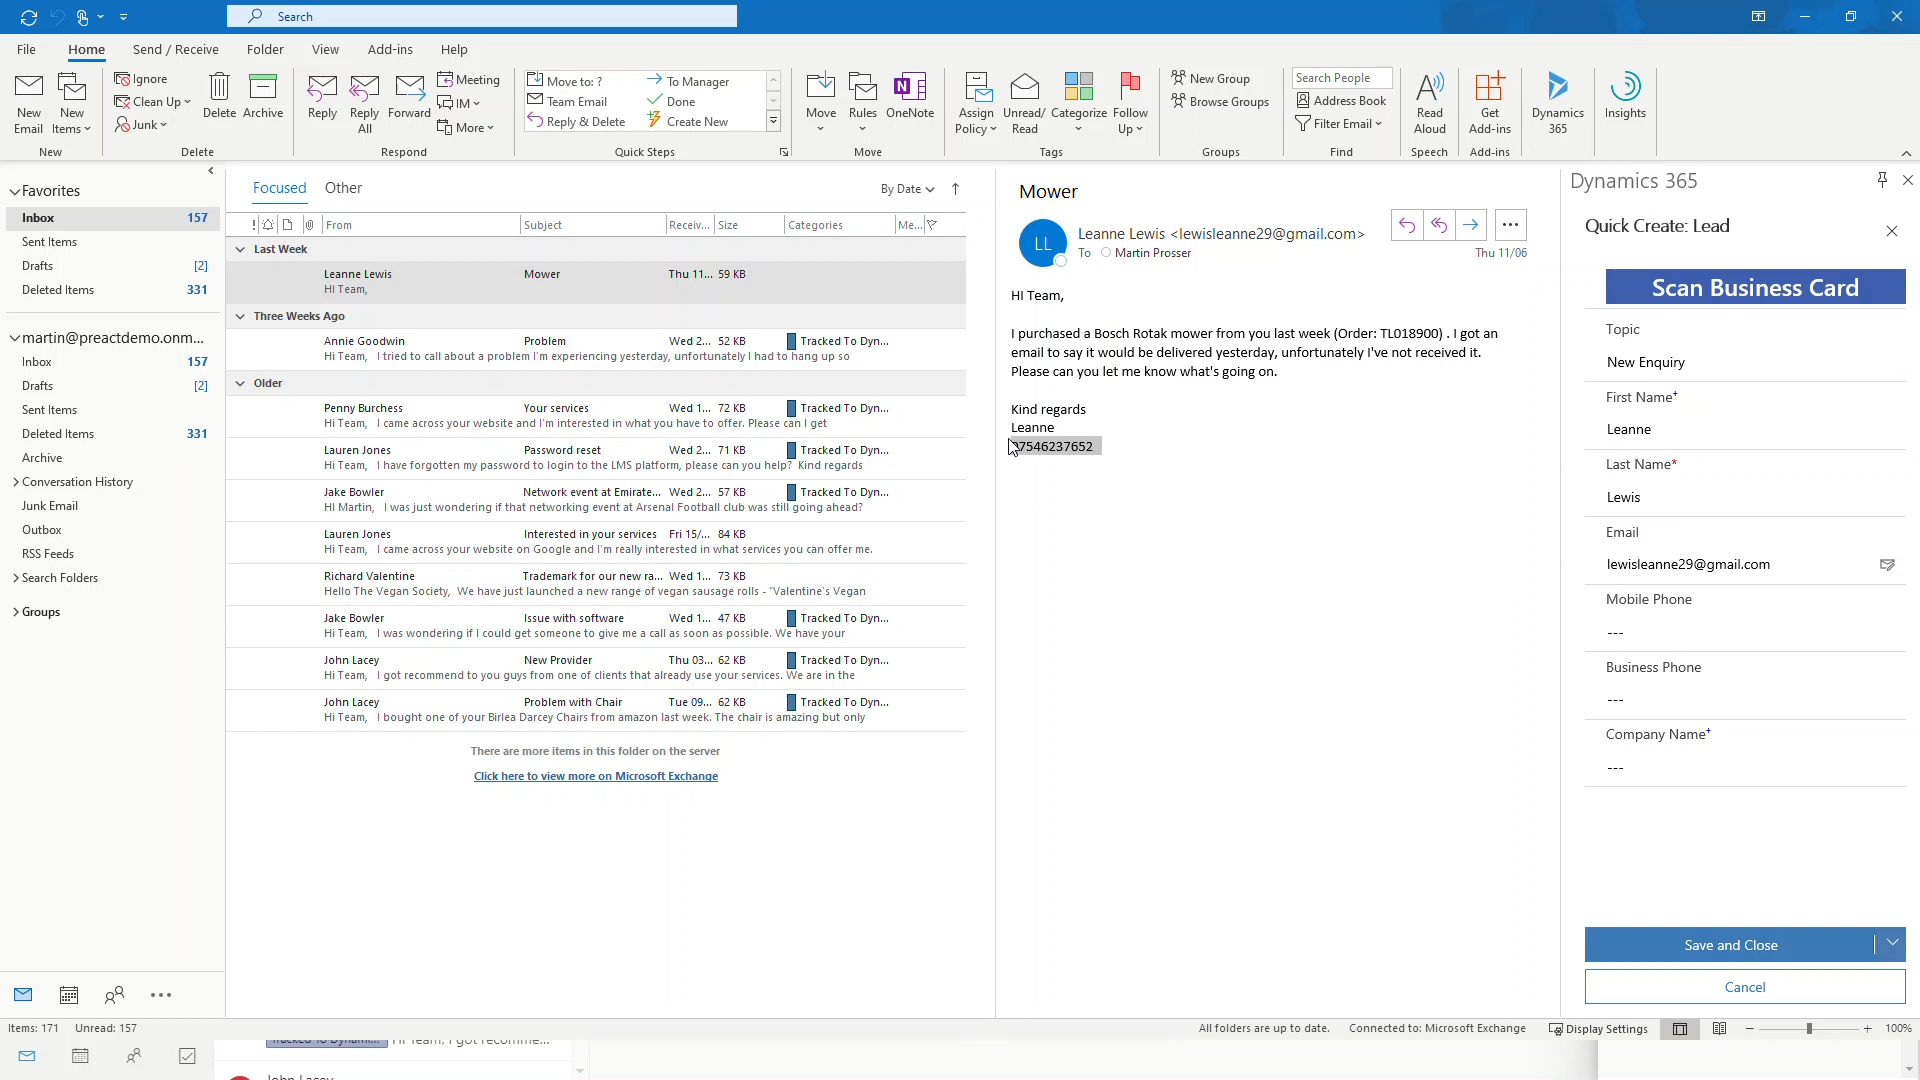 Search
File Home Send / Receive Folder View Add-ins Help
New Email
New Items
New
Ignore
Clean Up
Junk
Delete
Archive
Delete
Reply
Reply All
Forward
Meeting
IM
More
Respond
Move to: ?
Team Email
Reply & Delete
To Manager
Done
Create New
Quick Steps
Move
Rules
OneNote
Move
Assign Policy
Unread/ Read
Categorize
Follow Up
Tags
New Group
Browse Groups
Groups
Search People
Address Book
Filter Email
Find
Read Aloud
Speech
Get Add-ins
Add-ins
Dynamics 365
Insights
Favorites
Inbox 157
Sent Items
Drafts [2]
Deleted Items 331
martin@preactdemo.onm...
Inbox 157
Drafts [2]
Sent Items
Deleted Items 331
Archive
Conversation History
Junk Email
Outbox
RSS Feeds
Search Folders
Groups
Focused Other By Date
! From Subject Receiv... Size Categories Me...
Last Week
Leanne Lewis Mower Thu 11... 59 KB
HI Team,
Three Weeks Ago
Annie Goodwin Problem Wed 2... 52 KB Tracked To Dyn...
Hi Team, I tried to call about a problem I'm experiencing yesterday, unfortunately I had to hang up so
Older
Penny Burchess Your services Wed 1... 72 KB Tracked To Dyn...
Hi Team, I came across your website and I'm interested in what you have to offer. Please can I get
Lauren Jones Password reset Wed 2... 71 KB Tracked To Dyn...
Hi Team, I have forgotten my password to login to the LMS platform, please can you help? Kind regards
Jake Bowler Network event at Emirate... Wed 2... 57 KB Tracked To Dyn...
HI Martin, I was just wondering if that networking event at Arsenal Football club was still going ahead?
Lauren Jones Interested in your services Fri 15/... 84 KB
Hi Team, I came across your website on Google and I'm really interested in what services you can offer me.
Richard Valentine Trademark for our new ra... Wed 1... 73 KB
Hello The Vegan Society, We have just launched a new range of vegan sausage rolls - "Valentine's Vegan
Jake Bowler Issue with software Wed 1... 47 KB Tracked To Dyn...
Hi Team, I was wondering if I could get someone to give me a call as soon as possible. We have your
John Lacey New Provider Thu 03... 62 KB Tracked To Dyn...
Hi Team, I got recommend to you guys from one of clients that already use your services. We are in the
John Lacey Problem with Chair Tue 09... 62 KB Tracked To Dyn...
Hi Team, I bought one of your Birlea Darcey Chairs from amazon last week. The chair is amazing but only
There are more items in this folder on the server
Click here to view more on Microsoft Exchange
Mower
LL
Leanne Lewis <lewisleanne29@gmail.com>
To Martin Prosser
Thu 11/06
HI Team,
I purchased a Bosch Rotak mower from you last week (Order: TL018900) . I got an
email to say it would be delivered yesterday, unfortunately I've not received it.
Please can you let me know what's going on.
Kind regards
Leanne
07546237652
Dynamics 365
Quick Create: Lead
Scan Business Card
Topic
New Enquiry
First Name+
Leanne
Last Name*
Lewis
Email
lewisleanne29@gmail.com
Mobile Phone
---
Business Phone
---
Company Name+
---
Save and Close
Cancel
Items: 171 Unread: 157
All folders are up to date. Connected to: Microsoft Exchange Display Settings 100%
Tracked To Dynami... Hi Team, I got recomme...
John Lacey